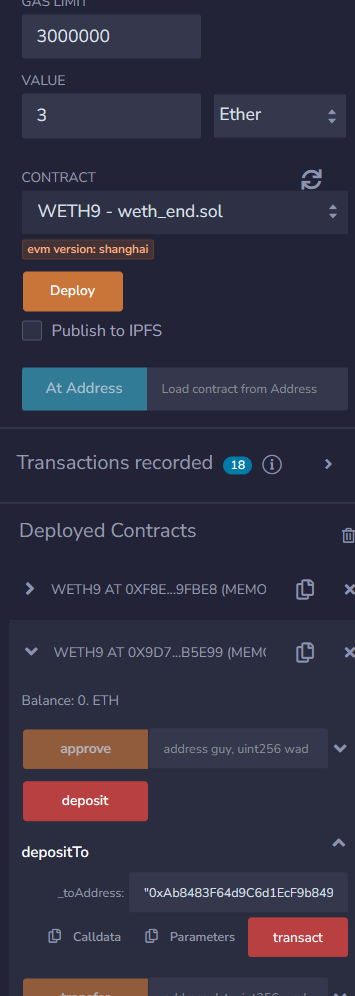 GAS LIMIT
3000000
VALUE
3 Ether
CONTRACT
WETH9 - weth_end.sol
evm version: shanghai
Deploy
Publish to IPFS
At Address Load contract from Address
Transactions recorded 18 i
Deployed Contracts
WETH9 AT 0XF8E...9FBE8 (MEMO
WETH9 AT 0X9D7...B5E99 (MEMO
Balance: 0. ETH
approve address guy, uint256 wad
deposit
depositTo
_toAddress: "0xAb8483F64d9C6d1EcF9b849
Calldata Parameters transact